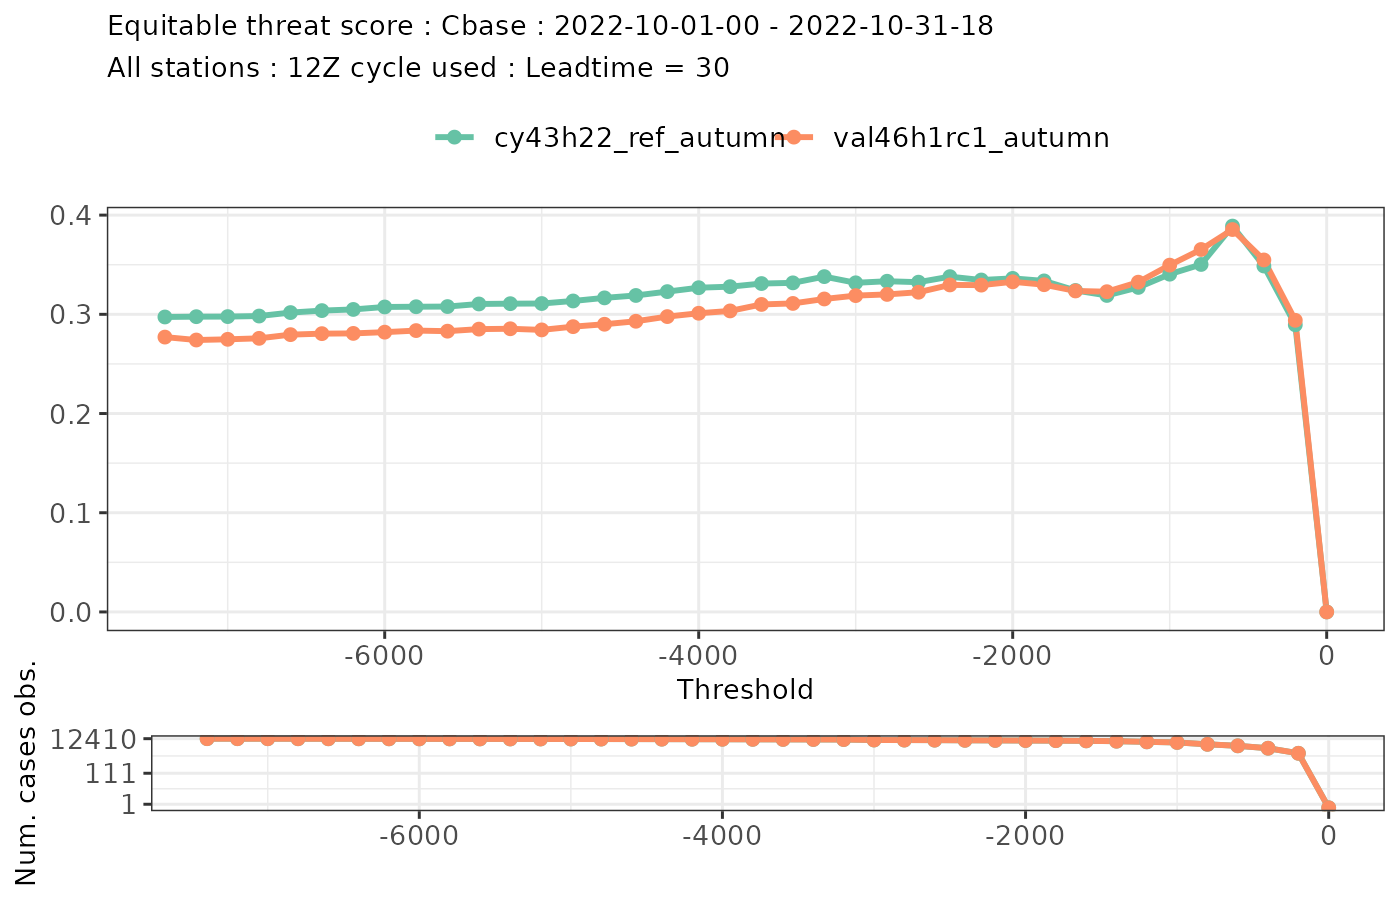 Equitable threat score : Cbase : 2022-10-01-00 - 2022-10-31-18
All stations : 12Z cycle used : Leadtime = 30
cy43h22_ref_autumn val46h1rc1_autumn
0.4
0.3
0.2
0.1
0.0
-6000 -4000 -2000 0
Threshold
Num. cases obs.
12410
111
1
-6000 -4000 -2000 0